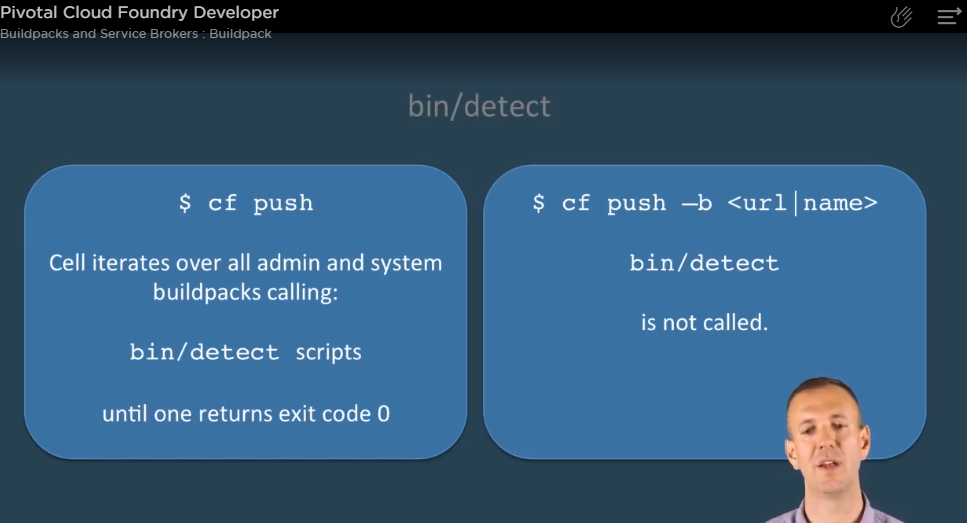 Pivotal Cloud Foundry Developer
Buildpacks and Service Brokers : Buildpack
bin/detect
$ cf push
Cell iterates over all admin and system
buildpacks calling:
bin/detect scripts
until one returns exit code 0
$ cf push –b <url|name>
bin/detect
is not called.